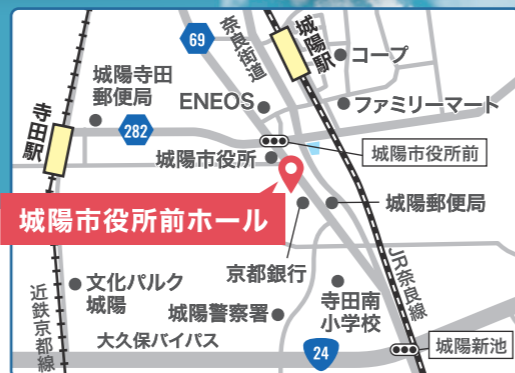 69
奈良街道
城陽駅
コープ
城陽寺田
郵便局
ENEOS
ファミリーマート
寺田駅
282
城陽市役所
城陽市役所前
城陽市役所前ホール
城陽郵便局
京都銀行
JR奈良線
文化パルク
城陽
近鉄京都線
城陽警察署
寺田南
小学校
大久保バイパス
24
城陽新池